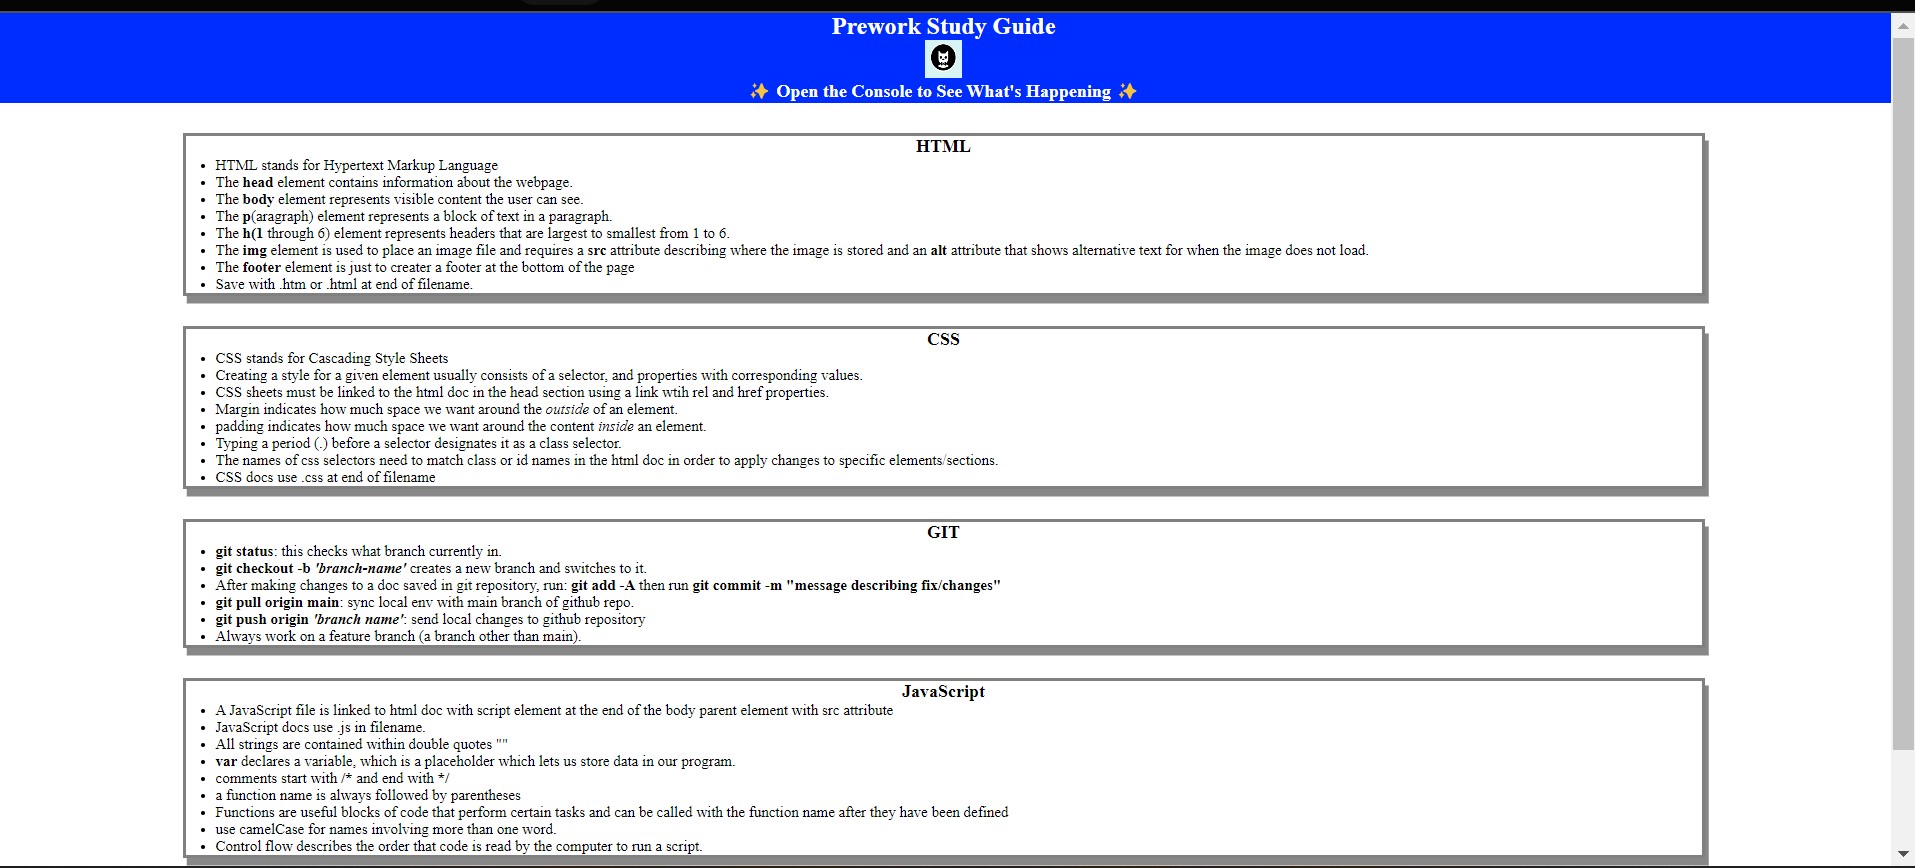 Prework Study Guide
✨ Open the Console to See What's Happening ✨
HTML
HTML stands for Hypertext Markup Language
The head element contains information about the webpage.
The body element represents visible content the user can see.
The p(aragraph) element represents a block of text in a paragraph.
The h(1 through 6) element represents headers that are largest to smallest from 1 to 6.
The img element is used to place an image file and requires a src attribute describing where the image is stored and an alt attribute that shows alternative text for when the image does not load.
The footer element is just to creater a footer at the bottom of the page
Save with .htm or .html at end of filename.
CSS
CSS stands for Cascading Style Sheets
Creating a style for a given element usually consists of a selector, and properties with corresponding values.
CSS sheets must be linked to the html doc in the head section using a link wtih rel and href properties.
Margin indicates how much space we want around the outside of an element.
padding indicates how much space we want around the content inside an element.
Typing a period (.) before a selector designates it as a class selector.
The names of css selectors need to match class or id names in the html doc in order to apply changes to specific elements/sections.
CSS docs use .css at end of filename
GIT
git status: this checks what branch currently in.
git checkout -b 'branch-name' creates a new branch and switches to it.
After making changes to a doc saved in git repository, run: git add -A then run git commit -m "message describing fix/changes"
git pull origin main: sync local env with main branch of github repo.
git push origin 'branch name': send local changes to github repository
Always work on a feature branch (a branch other than main).
JavaScript
A JavaScript file is linked to html doc with script element at the end of the body parent element with src attribute
JavaScript docs use .js in filename.
All strings are contained within double quotes ""
var declares a variable, which is a placeholder which lets us store data in our program.
comments start with /* and end with */
a function name is always followed by parentheses
Functions are useful blocks of code that perform certain tasks and can be called with the function name after they have been defined
use camelCase for names involving more than one word.
Control flow describes the order that code is read by the computer to run a script.